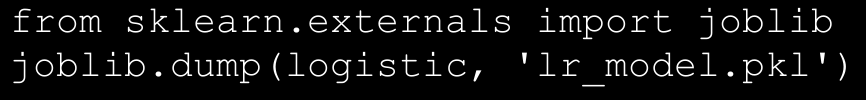 from sklearn.externals import joblib
joblib.dump(logistic, 'lr_model.pkl')